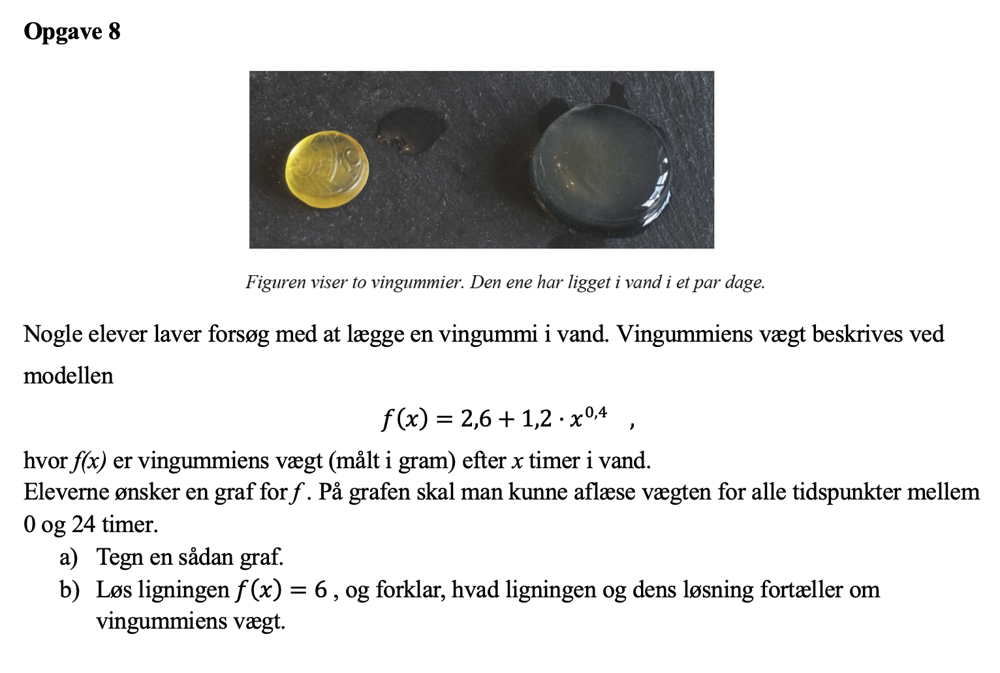 Opgave 8
Figuren viser to vingummier. Den ene har ligget i vand i et par dage.
Nogle elever laver forsøg med at lægge en vingummi i vand. Vingummiens vægt beskrives ved
modellen
f(x) = 2,6 + 1,2 · x^0,4 ,
hvor f(x) er vingummiens vægt (målt i gram) efter x timer i vand.
Eleverne ønsker en graf for f . På grafen skal man kunne aflæse vægten for alle tidspunkter mellem
0 og 24 timer.
a) Tegn en sådan graf.
b) Løs ligningen f(x) = 6 , og forklar, hvad ligningen og dens løsning fortæller om
vingummiens vægt.